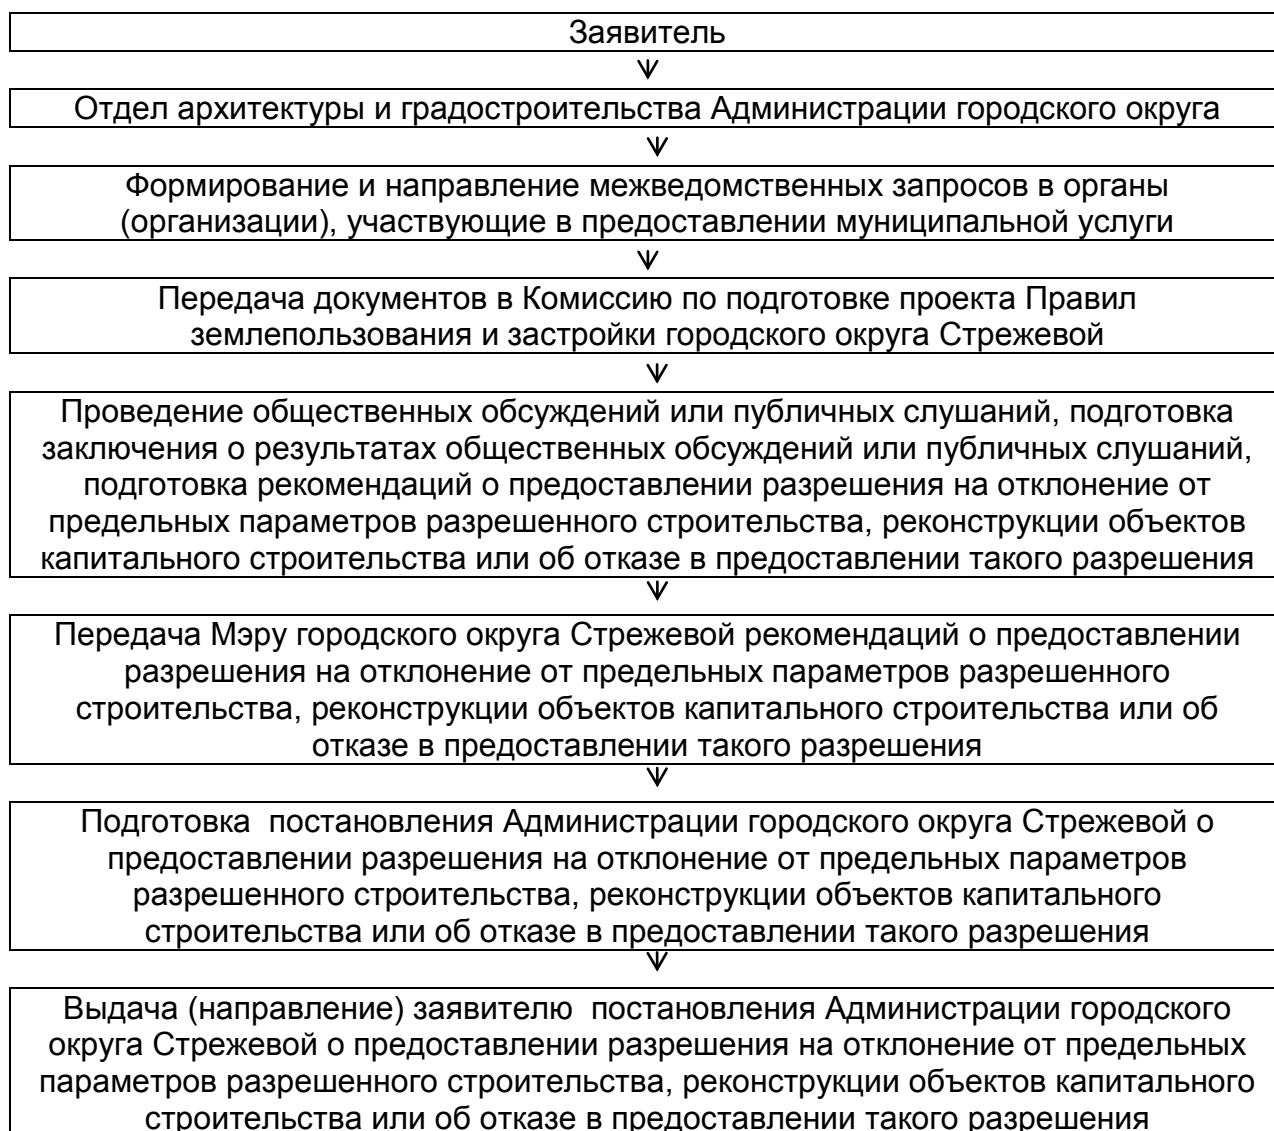 Заявитель
Отдел архитектуры и градостроительства Администрации городского округа
Формирование и направление межведомственных запросов в органы
(организации), участвующие в предоставлении муниципальной услуги
Передача документов в Комиссию по подготовке проекта Правил
землепользования и застройки городского округа Стрежевой
Проведение общественных обсуждений или публичных слушаний, подготовка
заключения о результатах общественных обсуждений или публичных слушаний,
подготовка рекомендаций о предоставлении разрешения на отклонение от
предельных параметров разрешенного строительства, реконструкции объектов
капитального строительства или об отказе в предоставлении такого разрешения
Передача Мэру городского округа Стрежевой рекомендаций о предоставлении
разрешения на отклонение от предельных параметров разрешенного
строительства, реконструкции объектов капитального строительства или об
отказе в предоставлении такого разрешения
Подготовка  постановления Администрации городского округа Стрежевой о
предоставлении разрешения на отклонение от предельных параметров
разрешенного строительства, реконструкции объектов капитального
строительства или об отказе в предоставлении такого разрешения
Выдача (направление) заявителю  постановления Администрации городского
округа Стрежевой о предоставлении разрешения на отклонение от предельных
параметров разрешенного строительства, реконструкции объектов капитального
строительства или об отказе в предоставлении такого разрешения